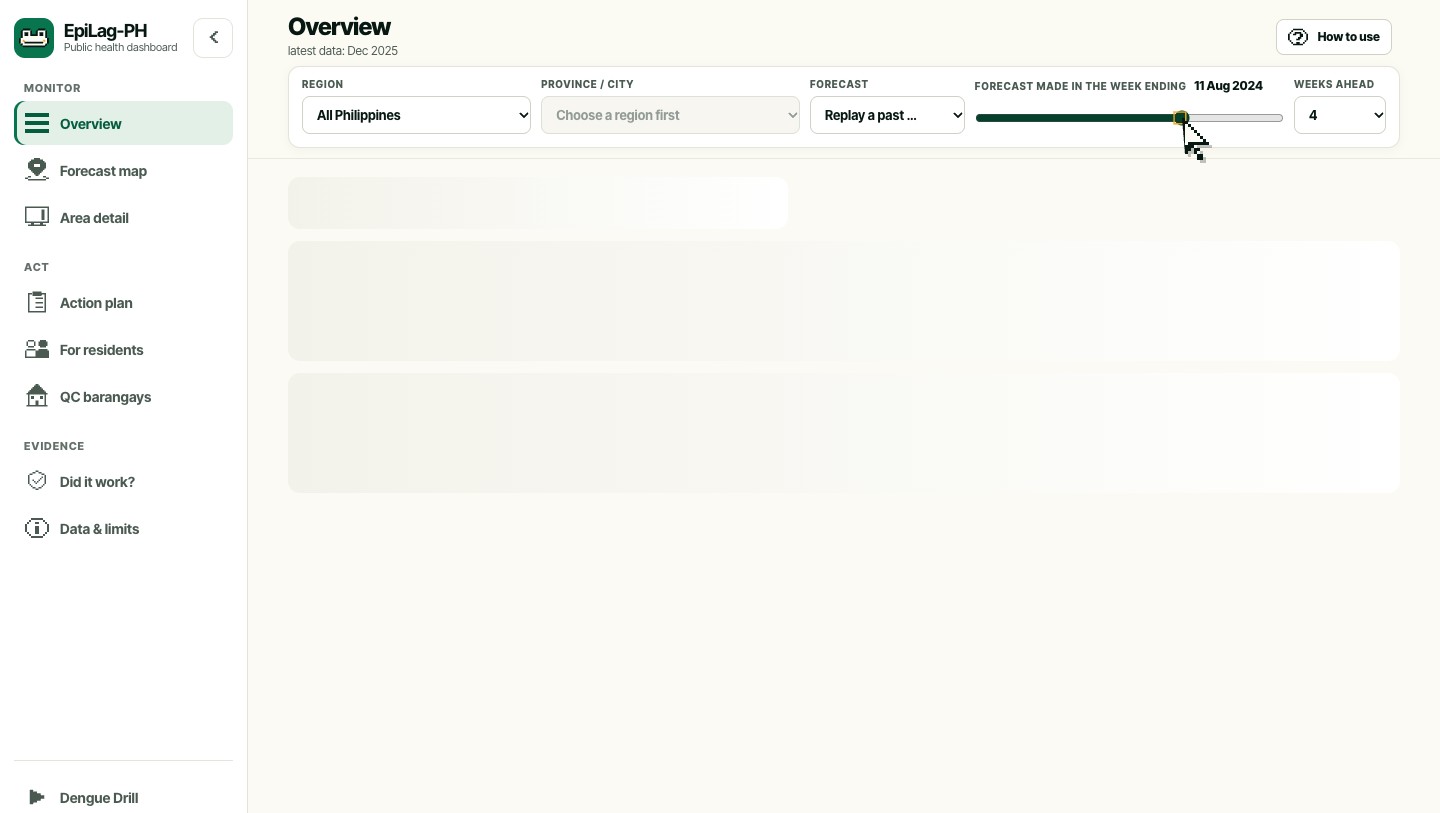 EpiLag-PH
Public health dashboard
MONITOR
Overview
Forecast map
Area detail
ACT
Action plan
For residents
QC barangays
EVIDENCE
Did it work?
Data & limits
Dengue Drill
Overview
latest data: Dec 2025
How to use
REGION
All Philippines
PROVINCE / CITY
Choose a region first
FORECAST
Replay a past ...
FORECAST MADE IN THE WEEK ENDING 11 Aug 2024
WEEKS AHEAD
4